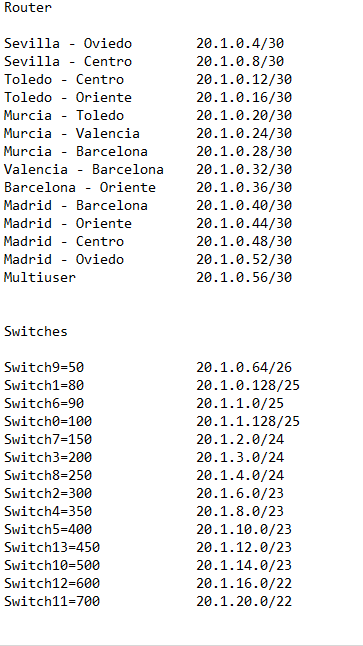 Router
Sevilla - Oviedo 20.1.0.4/30
Sevilla - Centro 20.1.0.8/30
Toledo - Centro 20.1.0.12/30
Toledo - Oriente 20.1.0.16/30
Murcia - Toledo 20.1.0.20/30
Murcia - Valencia 20.1.0.24/30
Murcia - Barcelona 20.1.0.28/30
Valencia - Barcelona 20.1.0.32/30
Barcelona - Oriente 20.1.0.36/30
Madrid - Barcelona 20.1.0.40/30
Madrid - Oriente 20.1.0.44/30
Madrid - Centro 20.1.0.48/30
Madrid - Oviedo 20.1.0.52/30
Multiuser 20.1.0.56/30
Switches
Switch9=50 20.1.0.64/26
Switch1=80 20.1.0.128/25
Switch6=90 20.1.1.0/25
Switch0=100 20.1.1.128/25
Switch7=150 20.1.2.0/24
Switch3=200 20.1.3.0/24
Switch8=250 20.1.4.0/24
Switch2=300 20.1.6.0/23
Switch4=350 20.1.8.0/23
Switch5=400 20.1.10.0/23
Switch13=450 20.1.12.0/23
Switch10=500 20.1.14.0/23
Switch12=600 20.1.16.0/22
Switch11=700 20.1.20.0/22